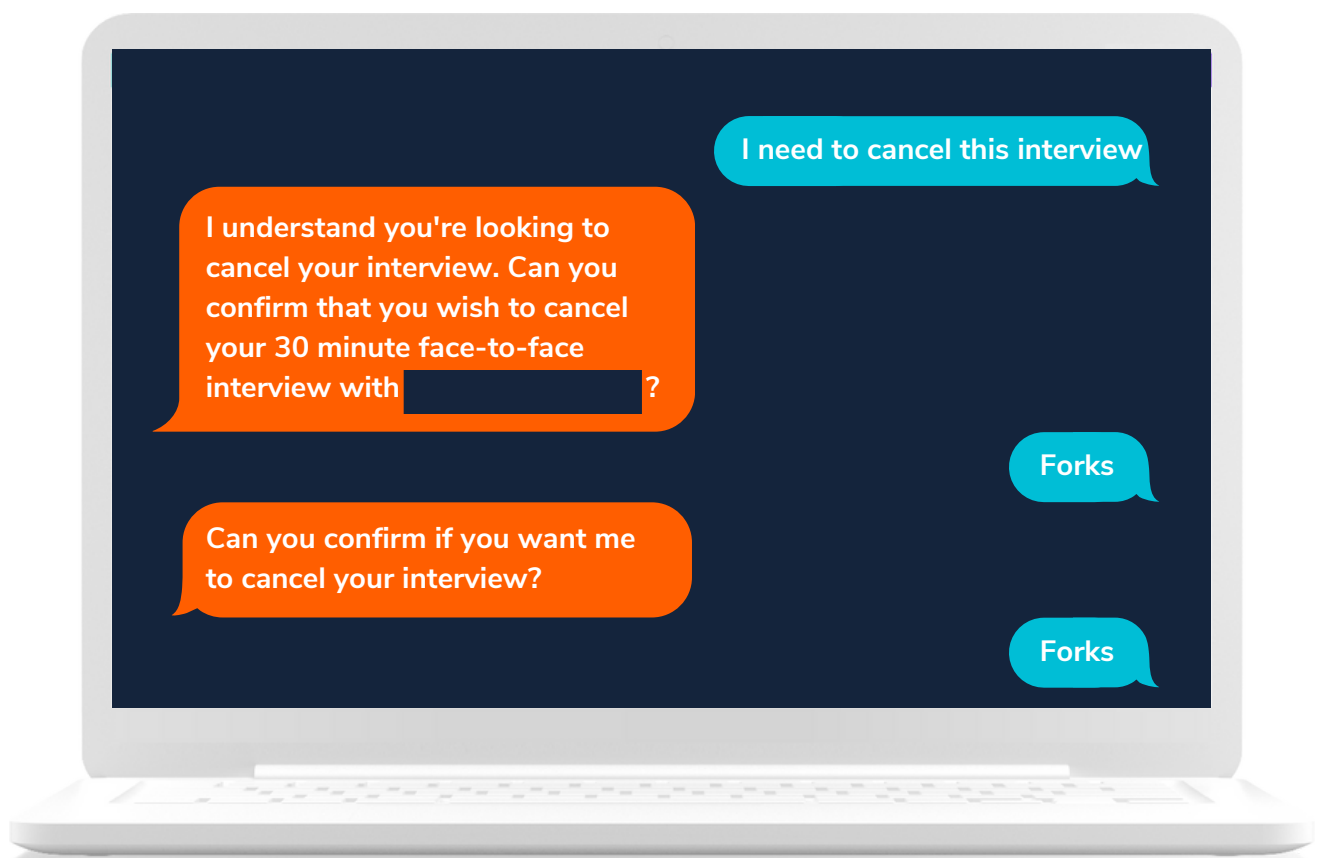 I need to cancel this interview
I understand you're looking to
cancel your interview. Can you
confirm that you wish to cancel
your 30 minute face-to-face
interview with ?
Forks
Can you confirm if you want me
to cancel your interview?
Forks